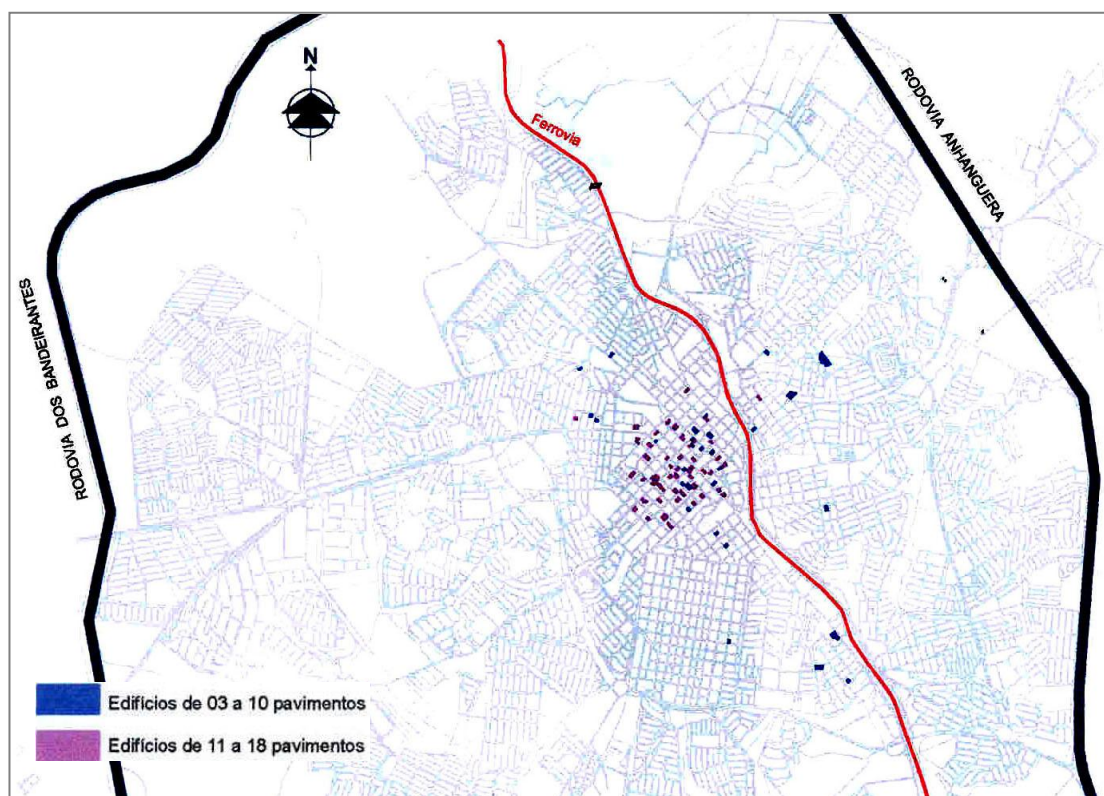 N
Ferrovia
RODOVIA ANHANGUERA
RODOVIA DOS BANDEIRANTES
Edifícios de 03 a 10 pavimentos
Edifícios de 11 a 18 pavimentos